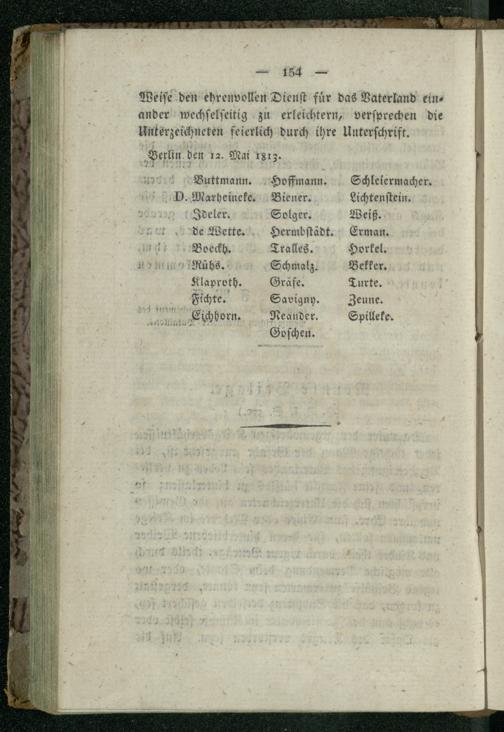 — 154 —
Weise den ehrenvollen Dienst für das Vaterland ein-
ander wechselseitig zu erleichtern, versprechen die
Unterzeichneten feierlich durch ihre Unterschrift.
Berlin den 12. Mai 1813.
Buttmann. Hoffmann. Schleiermacher.
D. Marheineke. Biener. Lichtenstein.
Ideler. Solger. Weiß.
de Wette. Hermbstädt. Erman.
Boeckh. Tralles. Horkel.
Rühs. Schmalz. Bekker.
Klaproth. Gräfe. Turte.
Fichte. Savigny. Zeune.
Eichhorn. Neander. Spilleke.
Goschen.